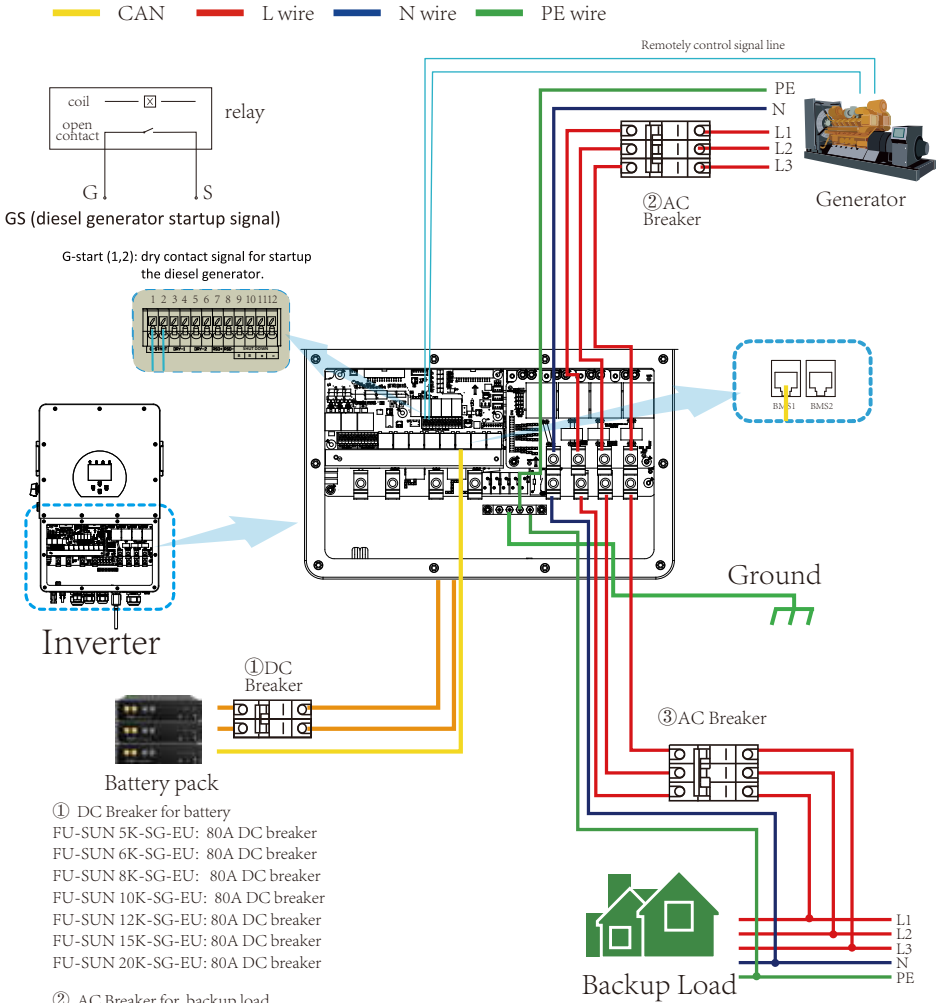 CAN
L wire
N wire
PE wire
Remotely control signal line
coil
X
open
contact
relay
G
S
GS (diesel generator startup signal)
PE
N
L1
L2
L3
②AC
Breaker
Generator
G-start (1,2): dry contact signal for startup
the diesel generator.
1 2 3 4 5 6 7 8 9 10 11 12
BMS1
BMS2
Inverter
Ground
①DC
Breaker
③AC Breaker
Battery pack
① DC Breaker for battery
FU-SUN 5K-SG-EU: 80A DC breaker
FU-SUN 6K-SG-EU: 80A DC breaker
FU-SUN 8K-SG-EU: 80A DC breaker
FU-SUN 10K-SG-EU: 80A DC breaker
FU-SUN 12K-SG-EU: 80A DC breaker
FU-SUN 15K-SG-EU: 80A DC breaker
FU-SUN 20K-SG-EU: 80A DC breaker
L1
L2
L3
N
PE
Backup Load
② AC Breaker for backup load